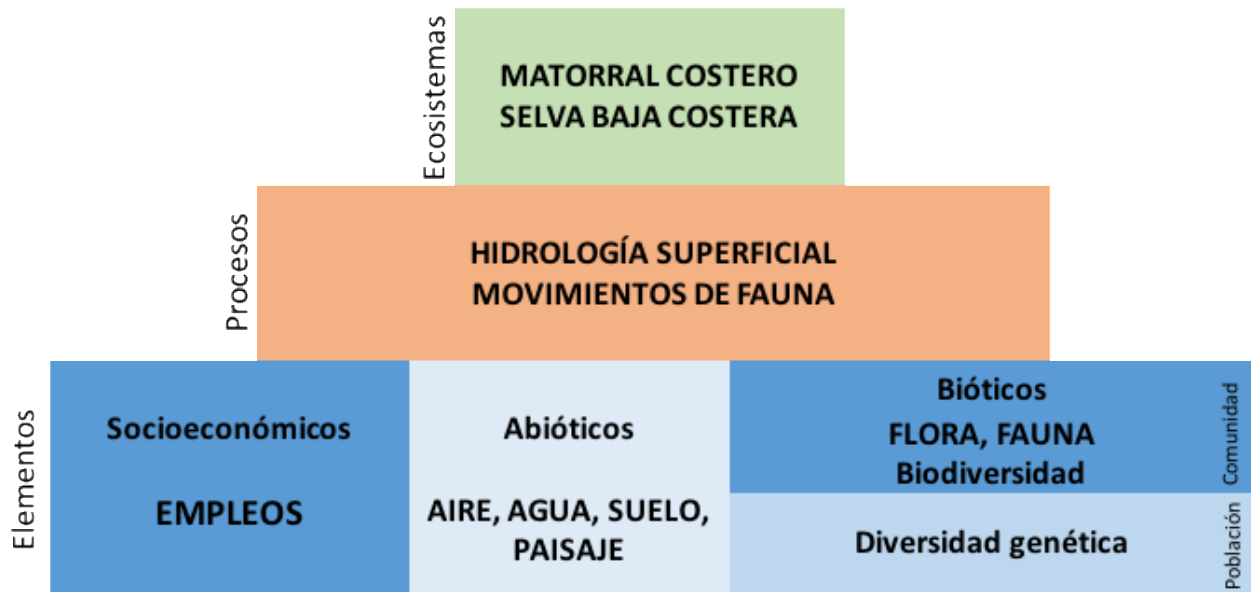 Ecosistemas
MATORRAL COSTERO
SELVA BAJA COSTERA
Procesos
HIDROLOGÍA SUPERFICIAL
MOVIMIENTOS DE FAUNA
Elementos
Socioeconómicos
EMPLEOS
Abióticos
AIRE, AGUA, SUELO,
PAISAJE
Bióticos
FLORA, FAUNA
Biodiversidad
Comunidad
Diversidad genética
Población